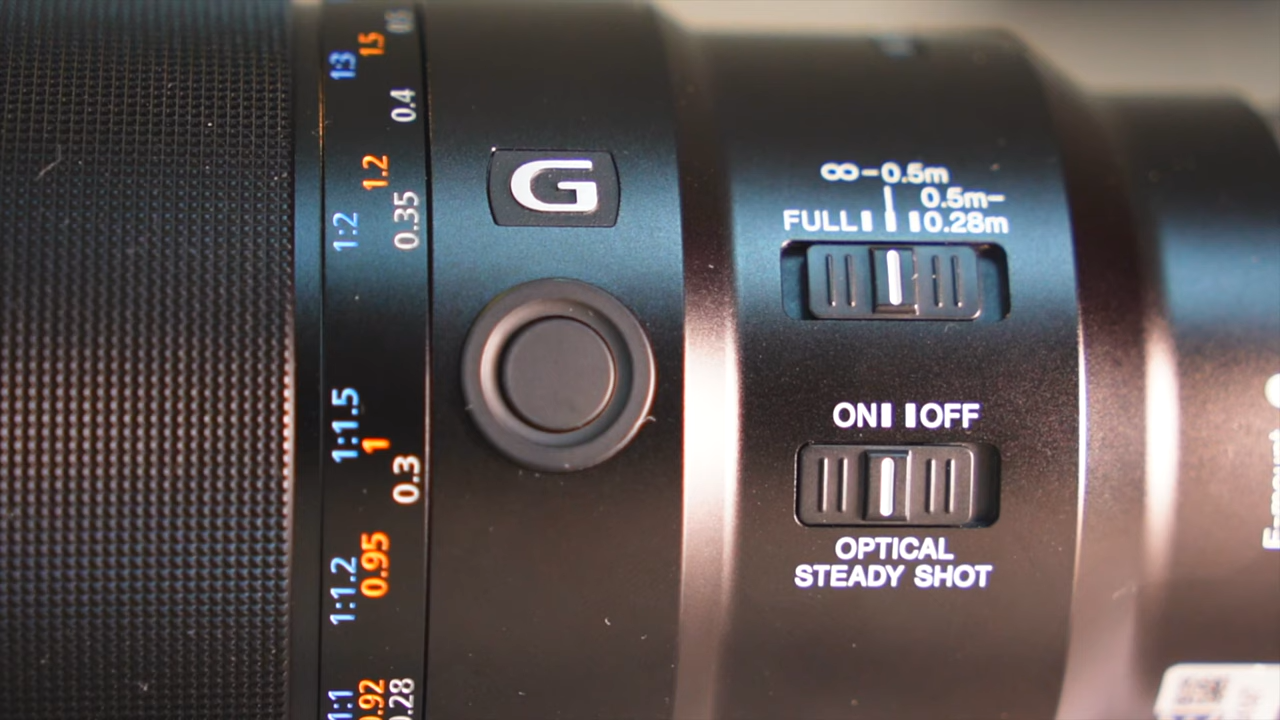 1:3
1.5
0.4
1.2
1:2
0.35
1:1.5
1
0.3
1:1.2
0.95
1:1
0.92
0.28
G
∞-0.5m
0.5m-
FULL 0.28m
ON OFF
OPTICAL
STEADY SHOT